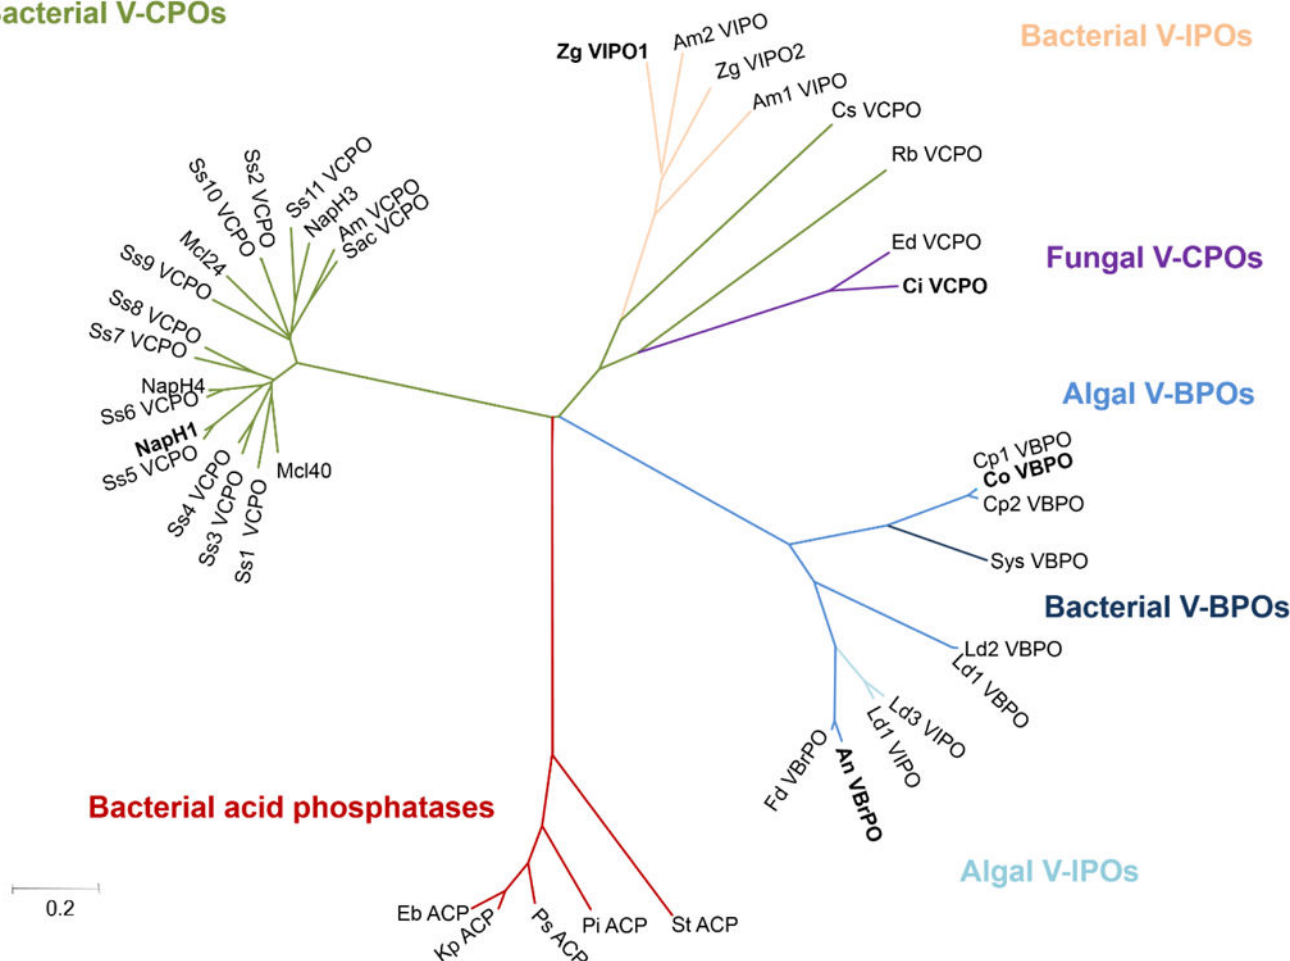 Bacterial V-CPOs
Bacterial V-IPOs
Zg VIPO1
Am2 VIPO
Zg VIPO2
Am1 VIPO
Cs VCPO
Rb VCPO
Ed VCPO
Ci VCPO
Fungal V-CPOs
Ss10 VCPO
Ss2 VCPO
Ss11 VCPO
NapH3
Am VCPO
Sac VCPO
Mcl24
Ss9 VCPO
Ss8 VCPO
Ss7 VCPO
NapH4
Ss6 VCPO
NapH1
Ss5 VCPO
Ss4 VCPO
Ss3 VCPO
Ss1 VCPO
Mcl40
Algal V-BPOs
Cp1 VBPO
Co VBPO
Cp2 VBPO
Sys VBPO
Bacterial V-BPOs
Ld2 VBPO
Ld1 VBPO
Ld3 VIPO
Ld1 VIPO
An VBrPO
Fd VBrPO
Algal V-IPOs
Bacterial acid phosphatases
0.2
Eb ACP
Kp ACP
Ps ACP
Pi ACP
St ACP